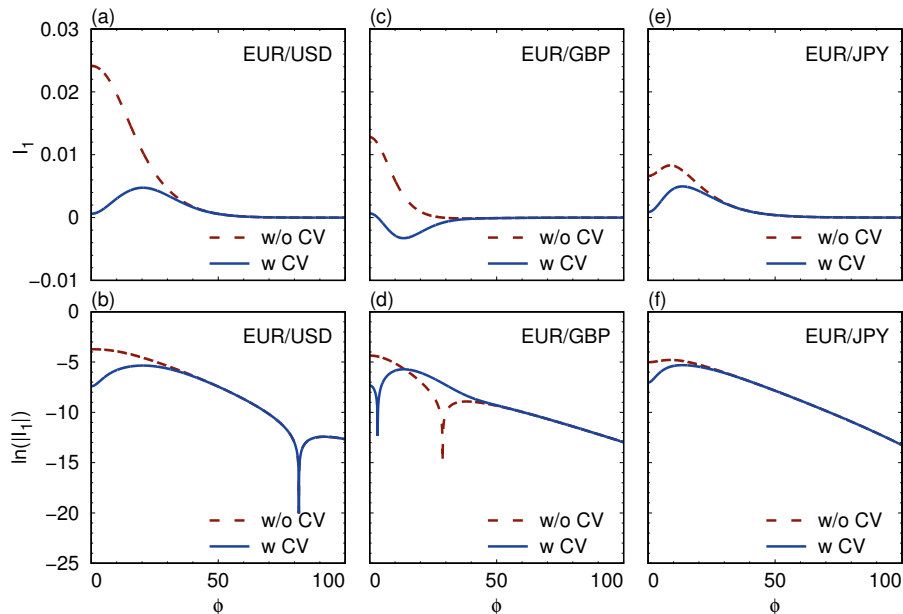 (a) (c) (e)
0.03
EUR/USD EUR/GBP EUR/JPY
0.02
I1
0.01
0
w/o CV w/o CV w/o CV
w CV w CV w CV
−0.01
(b) (d) (f)
0
EUR/USD EUR/GBP EUR/JPY
−5
−10
ln(|I1|)
−15
−20
w/o CV w/o CV w/o CV
w CV w CV w CV
−25
0 50 100 0 50 100 0 50 100
ϕ ϕ ϕ